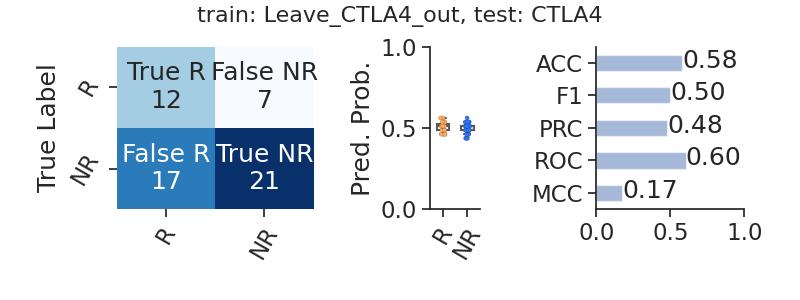 train: Leave_CTLA4_out, test: CTLA4
True Label
R
NR
True R
12
False NR
7
False R
17
True NR
21
R
NR
Pred. Prob.
1.0
0.5
0.0
R
NR
ACC
F1
PRC
ROC
MCC
0.58
0.50
0.48
0.60
0.17
0.0
0.5
1.0